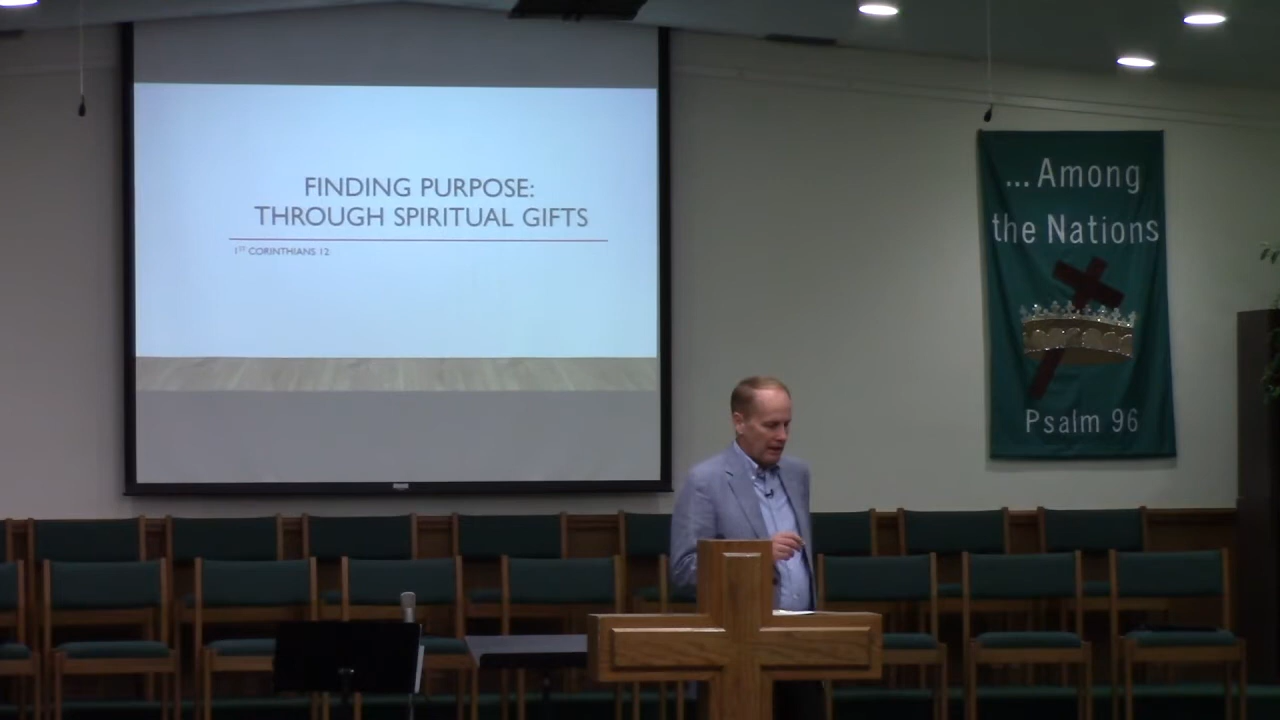 FINDING PURPOSE:
THROUGH SPIRITUAL GIFTS
1ST CORINTHIANS 12
...Among
the Nations
Psalm 96